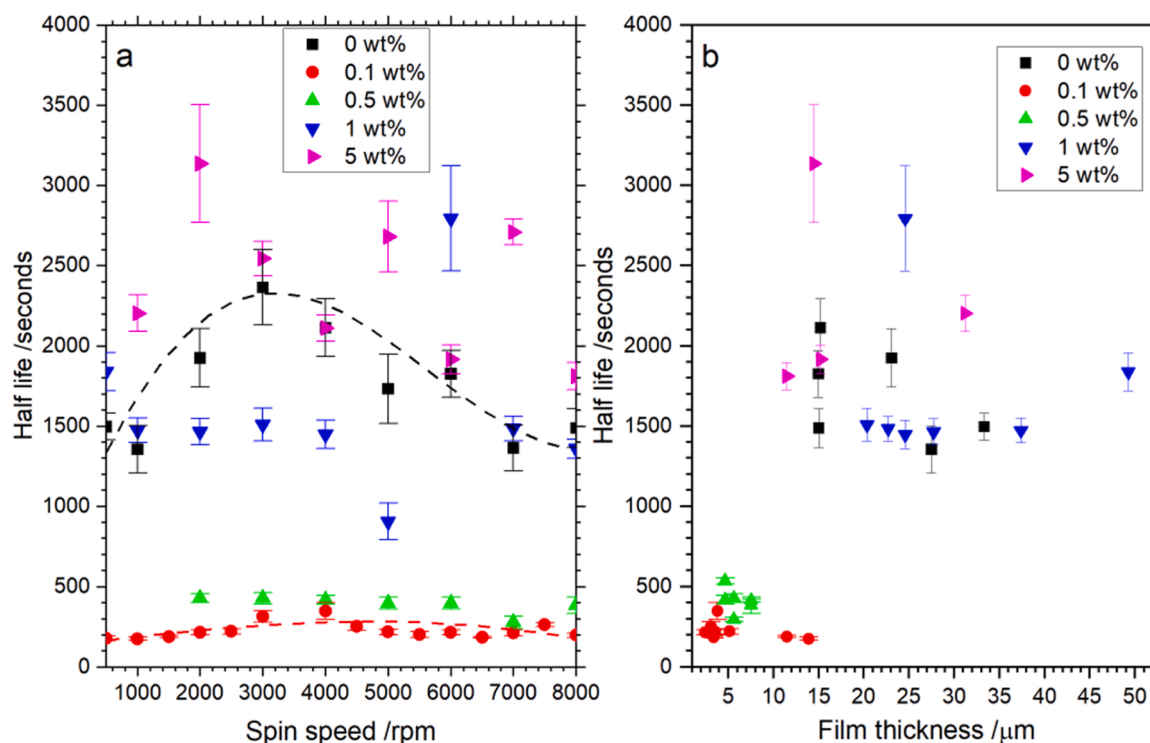 a
0 wt%
0.1 wt%
0.5 wt%
1 wt%
5 wt%
4000
3500
3000
2500
2000
1500
1000
500
0
Half life /seconds
1000 2000 3000 4000 5000 6000 7000 8000
Spin speed /rpm
b
0 wt%
0.1 wt%
0.5 wt%
1 wt%
5 wt%
4000
3500
3000
2500
2000
1500
1000
500
0
Half life /seconds
5 10 15 20 25 30 35 40 45 50
Film thickness /μm